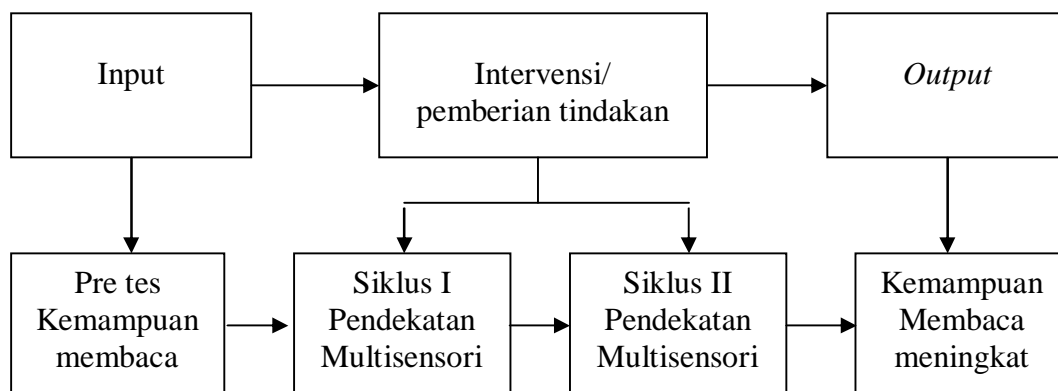 Input
Intervensi/
pemberian tindakan
Output
Pre tes
Kemampuan
membaca
Siklus I
Pendekatan
Multisensori
Siklus II
Pendekatan
Multisensori
Kemampuan
Membaca
meningkat